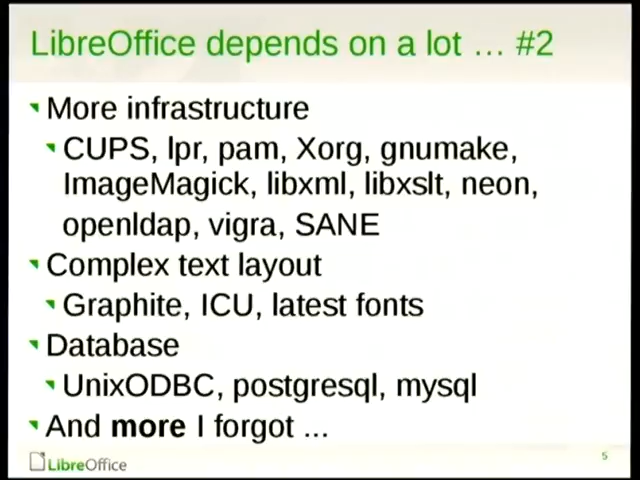 LibreOffice depends on a lot … #2
More infrastructure
CUPS, lpr, pam, Xorg, gnumake,
ImageMagick, libxml, libxslt, neon,
openldap, vigra, SANE
Complex text layout
Graphite, ICU, latest fonts
Database
UnixODBC, postgresql, mysql
And more I forgot ...
LibreOffice
5